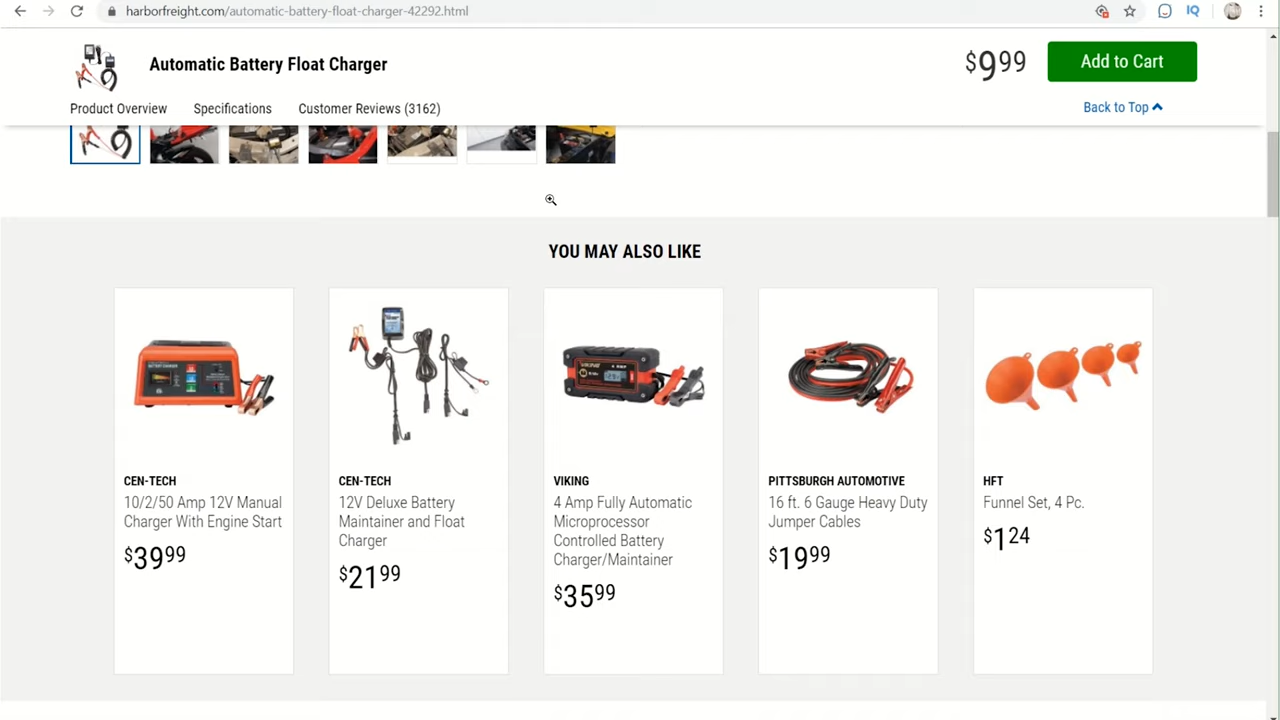 harborfreight.com/automatic-battery-float-charger-42292.html
IQ
Automatic Battery Float Charger
$9.99
Add to Cart
Product Overview
Specifications
Customer Reviews (3162)
Back to Top
YOU MAY ALSO LIKE
CEN-TECH
10/2/50 Amp 12V Manual
Charger With Engine Start
$39.99
CEN-TECH
12V Deluxe Battery
Maintainer and Float
Charger
$21.99
VIKING
4 Amp Fully Automatic
Microprocessor
Controlled Battery
Charger/Maintainer
$35.99
PITTSBURGH AUTOMOTIVE
16 ft. 6 Gauge Heavy Duty
Jumper Cables
$19.99
HFT
Funnel Set, 4 Pc.
$1.24